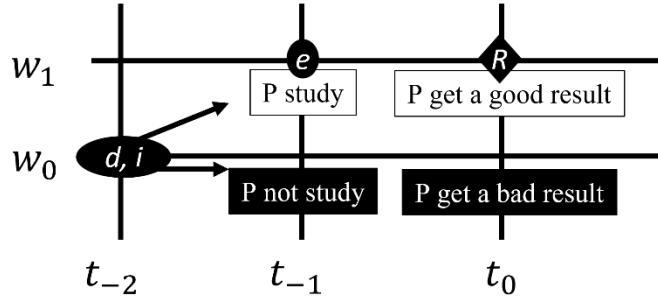 w₁
e
R
P study
P get a good result
w₀
d, i
P not study
P get a bad result
t₋₂
t₋₁
t₀